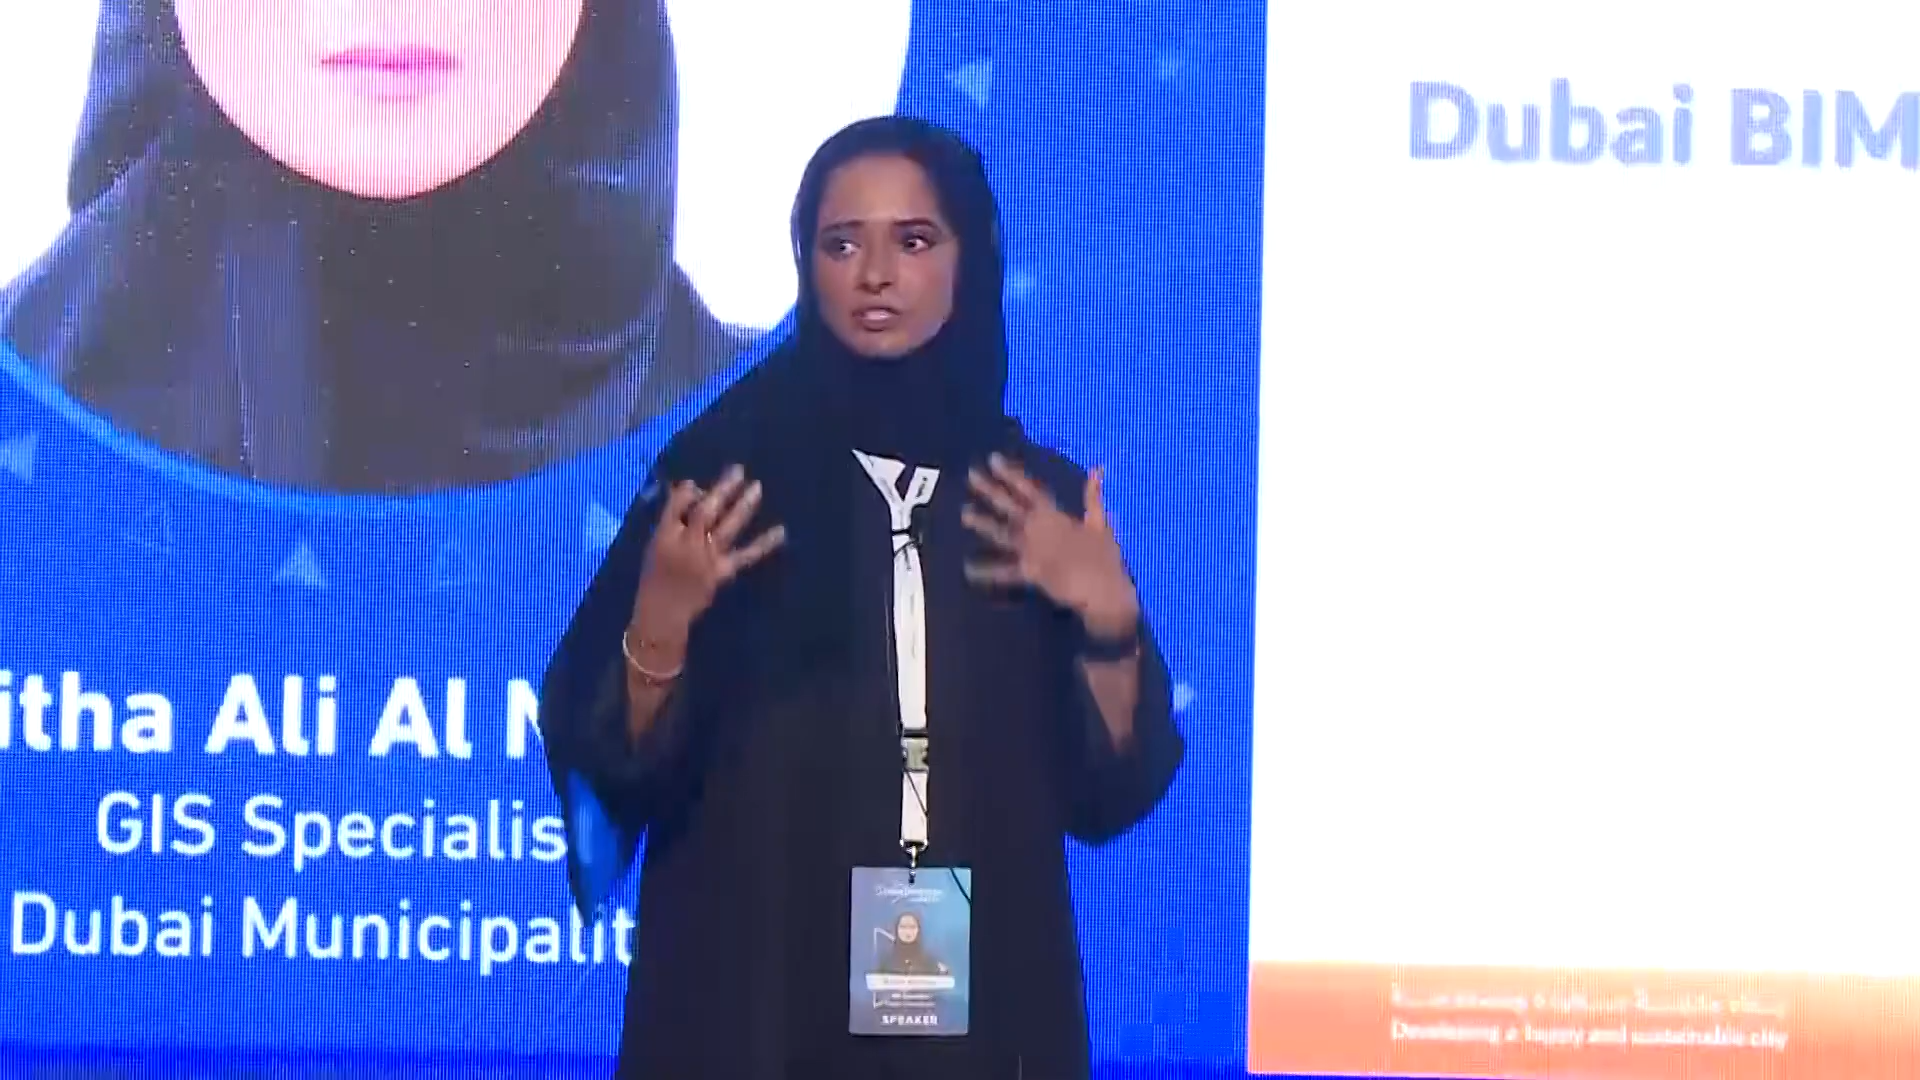 itha Ali Al N
GIS Specialis
Dubai Municipalit
Dubai BIM
Developing a happy and sustainable city
SPEAKER